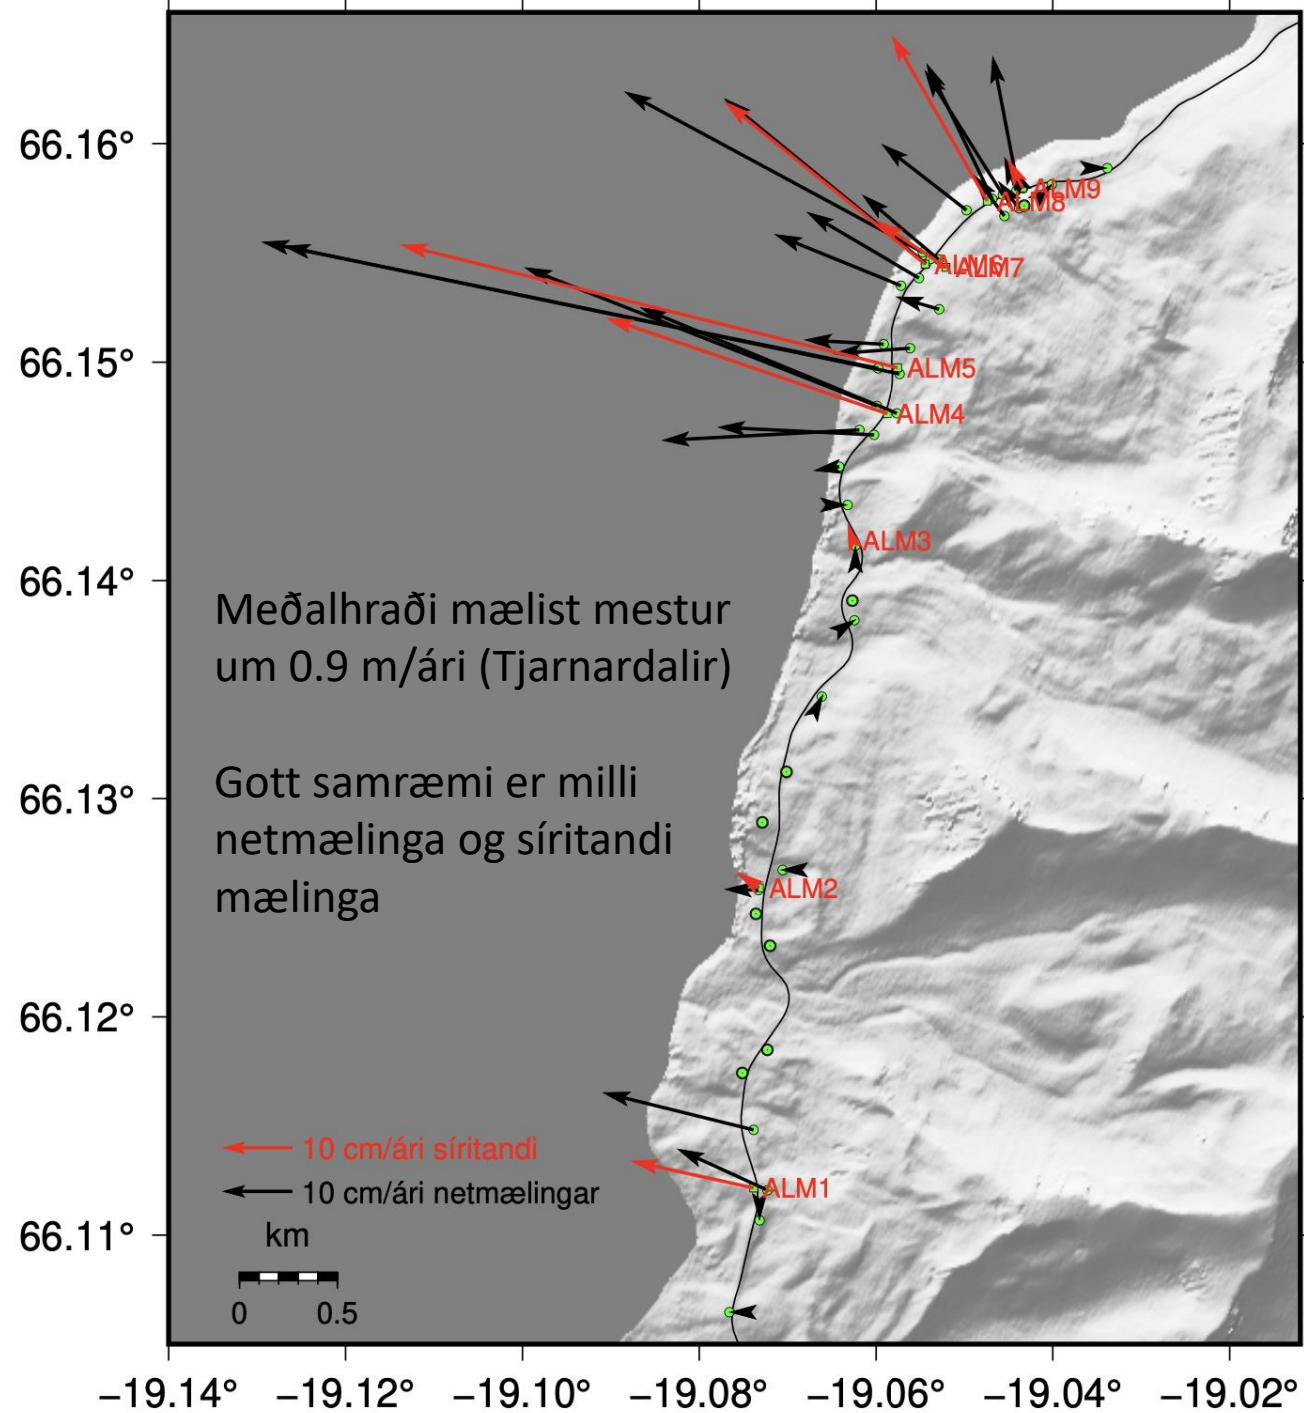 66.16°
ALM9
ALM8
ALM6
ALM7
66.15°
ALM5
ALM4
ALM3
66.14°
Meðalhraði mælist mestur
um 0.9 m/ári (Tjarnardalir)
66.13°
Gott samræmi er milli
netmælinga og síritandi
mælinga
ALM2
66.12°
10 cm/ári síritandi
10 cm/ári netmælingar
ALM1
66.11°
km
0 0.5
−19.14° −19.12° −19.10° −19.08° −19.06° −19.04° −19.02°